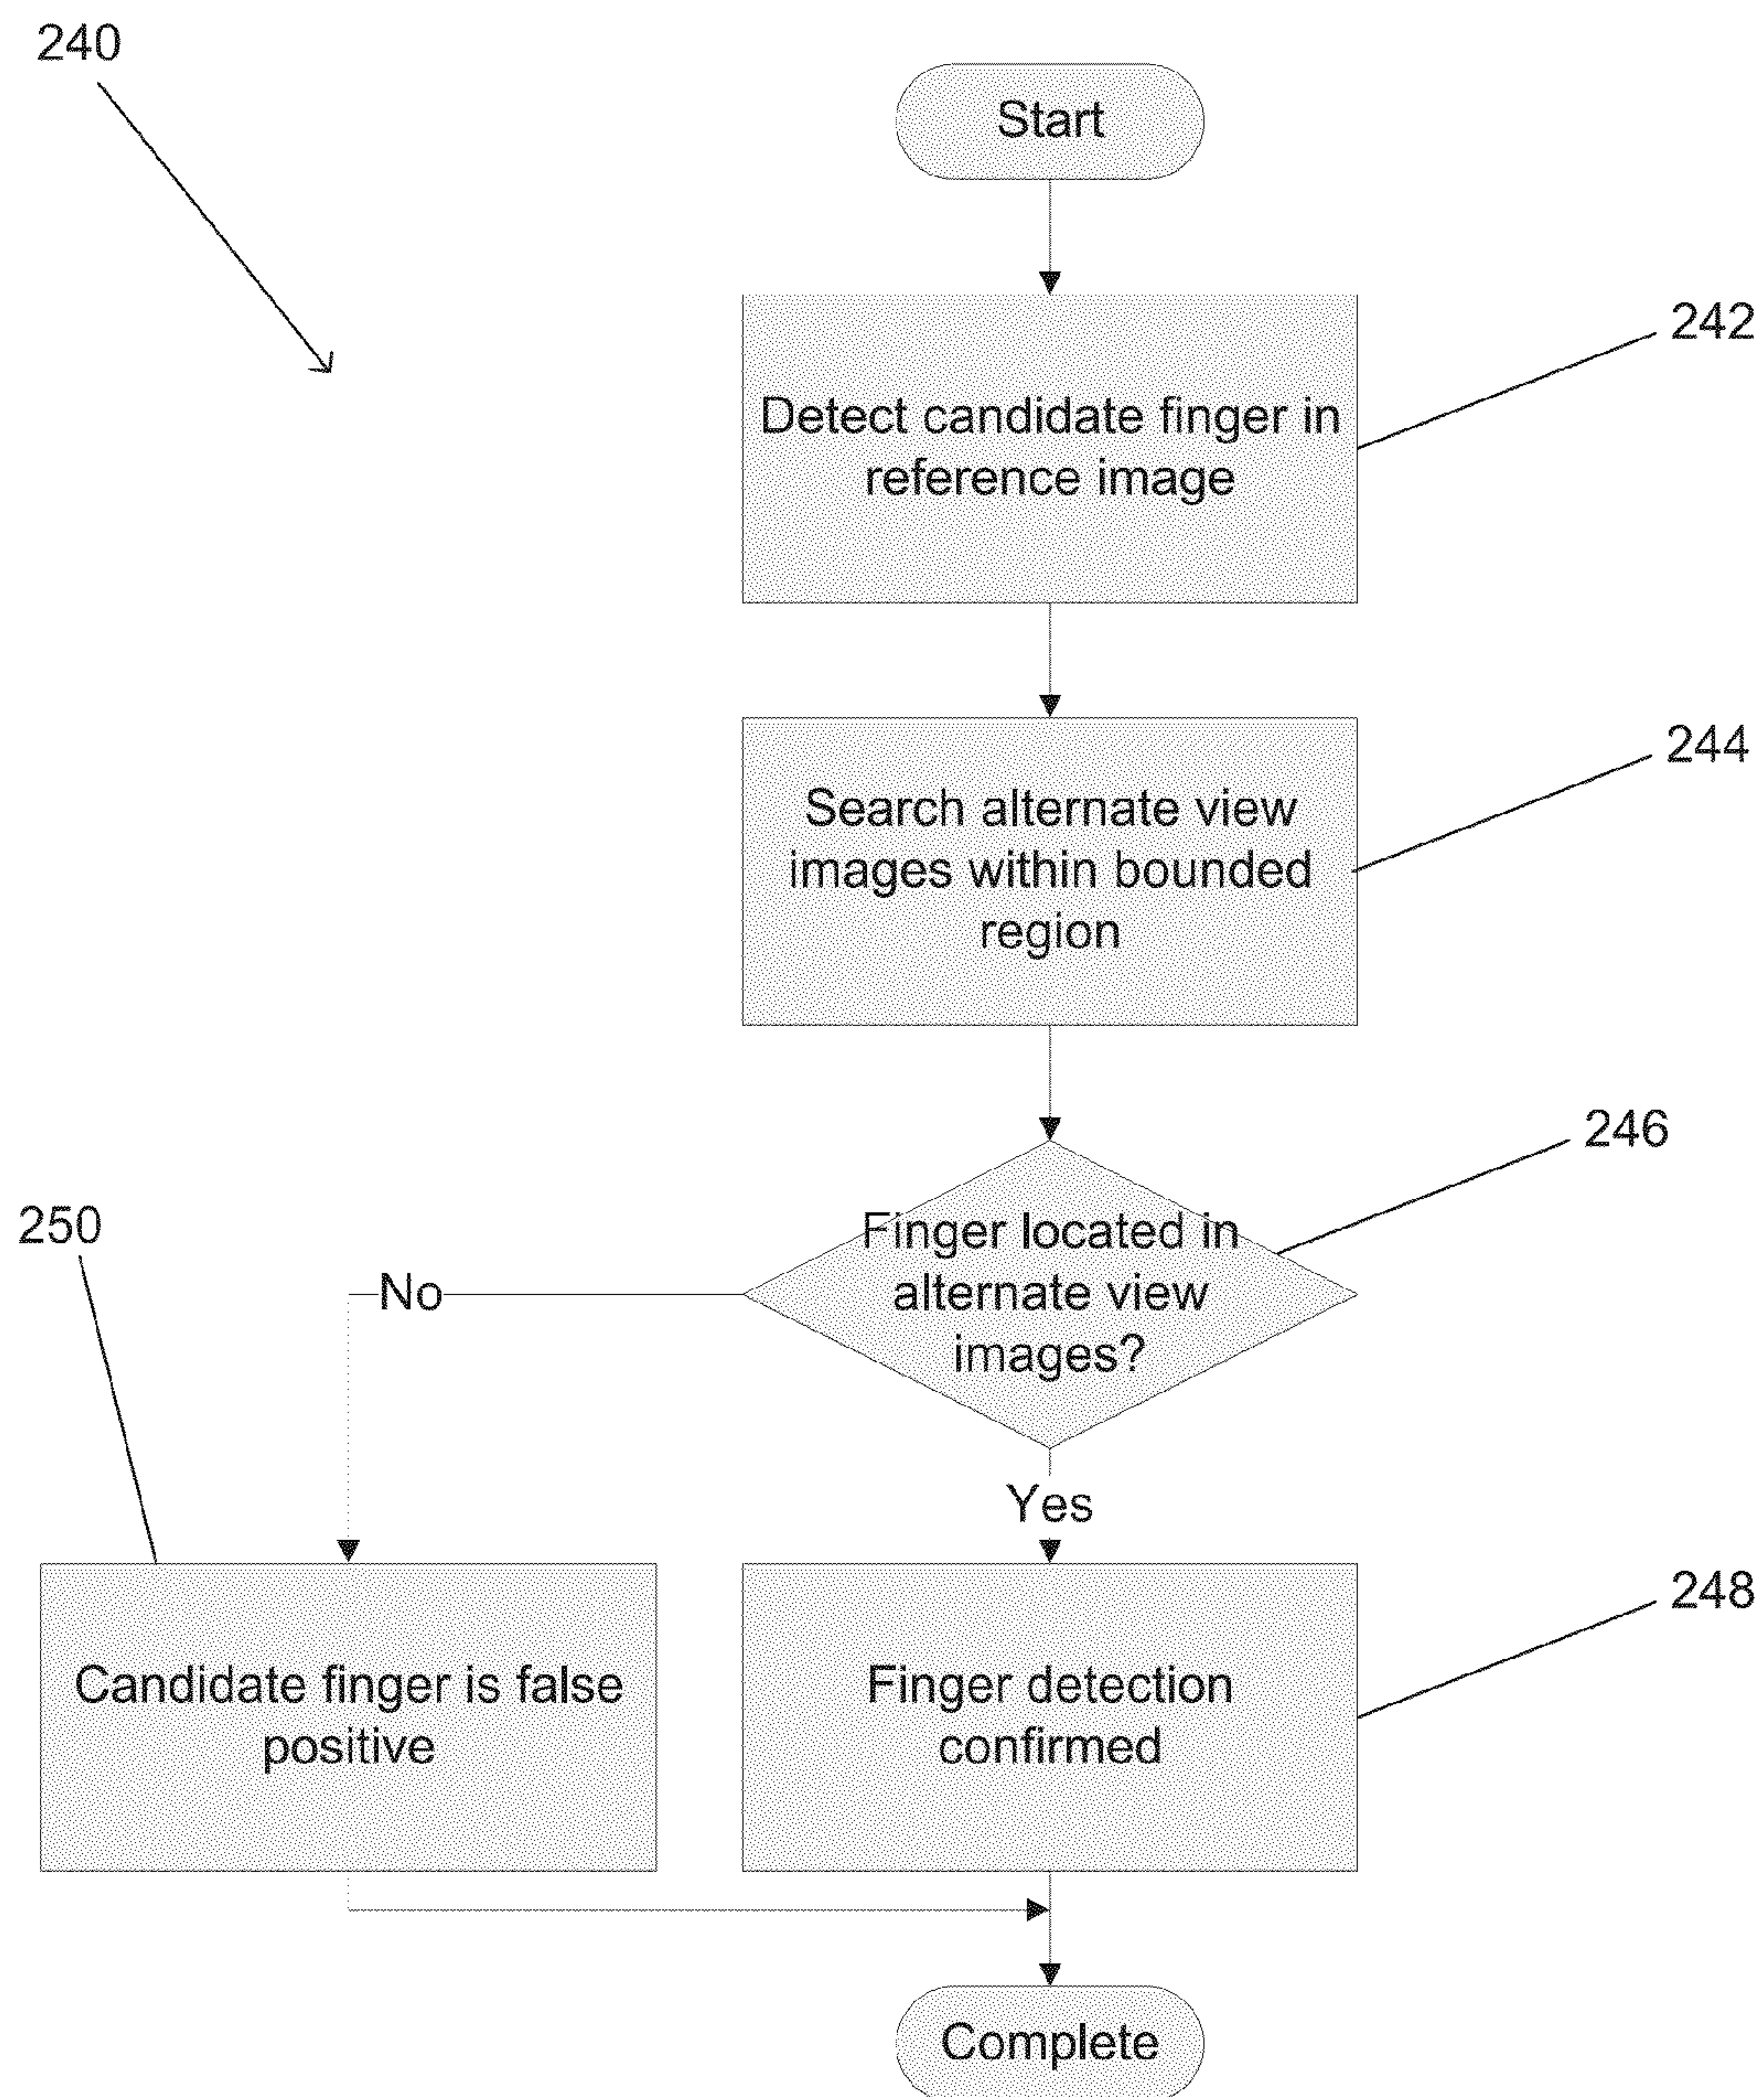 240
Start
242
Detect candidate finger in
reference image
244
Search alternate view
images within bounded
region
246
Finger located in
alternate view
images?
250
No
Yes
248
Candidate finger is false
positive
Finger detection
confirmed
Complete